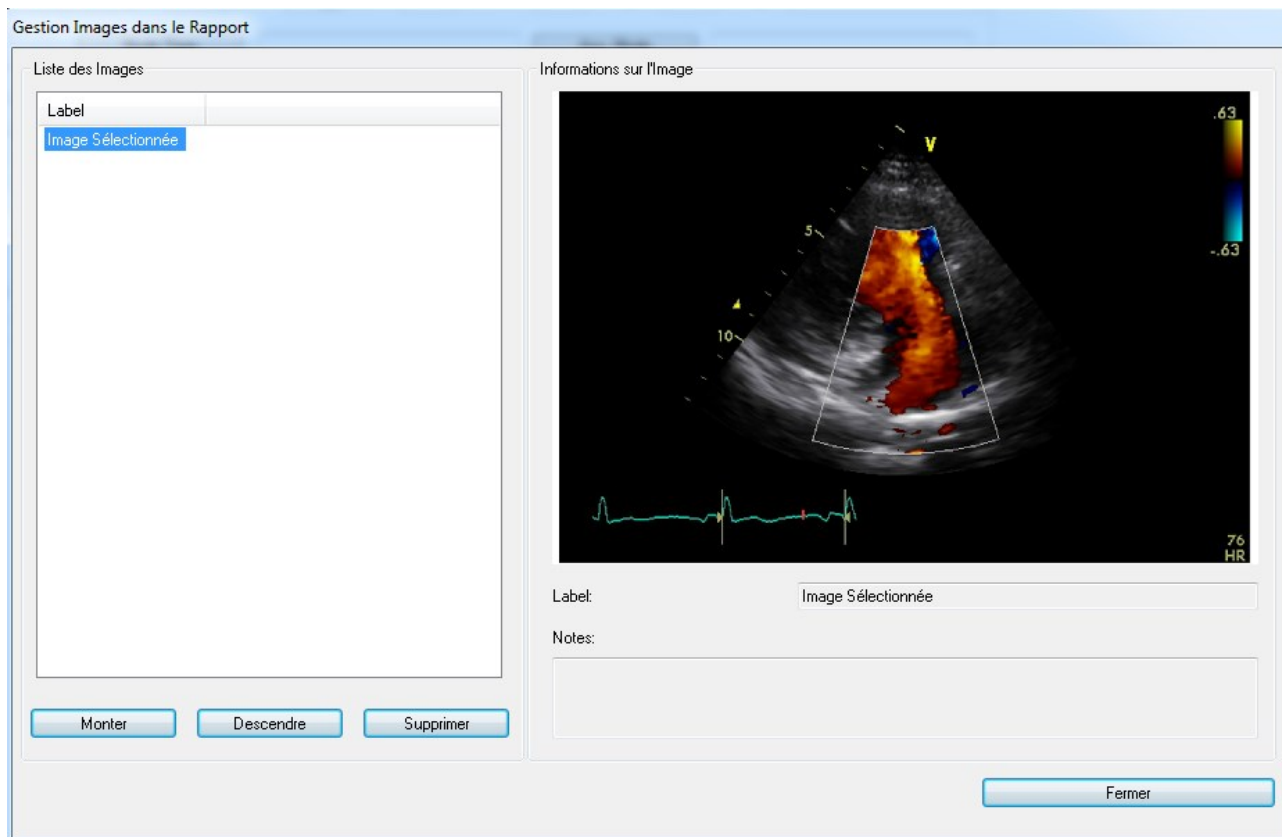 Gestion Images dans le Rapport
Liste des Images
Label
Image Sélectionnée
Monter
Descendre
Supprimer
Informations sur l'Image
V
.63
-.63
5
10
76
HR
Label:
Image Sélectionnée
Notes:
Fermer